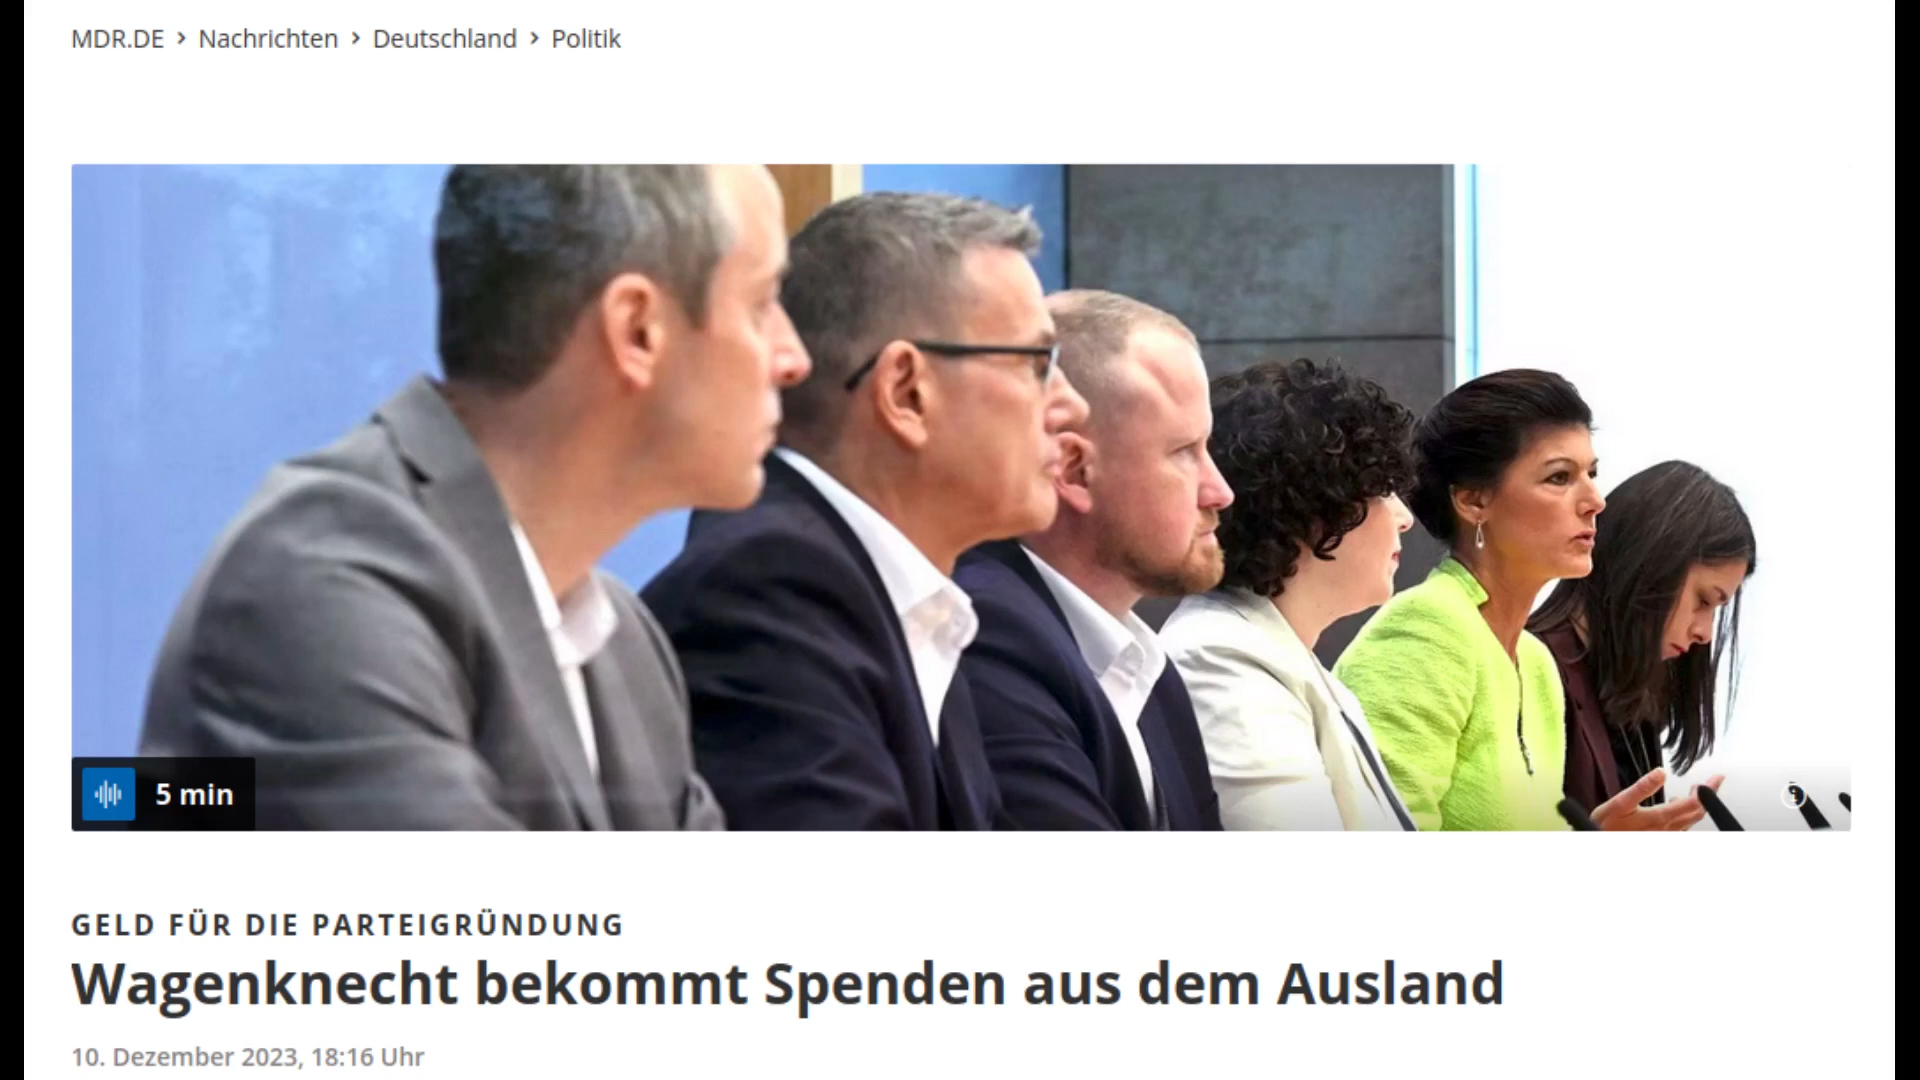 MDR.DE > Nachrichten > Deutschland > Politik
5 min
GELD FÜR DIE PARTEIGRÜNDUNG
Wagenknecht bekommt Spenden aus dem Ausland
10. Dezember 2023, 18:16 Uhr